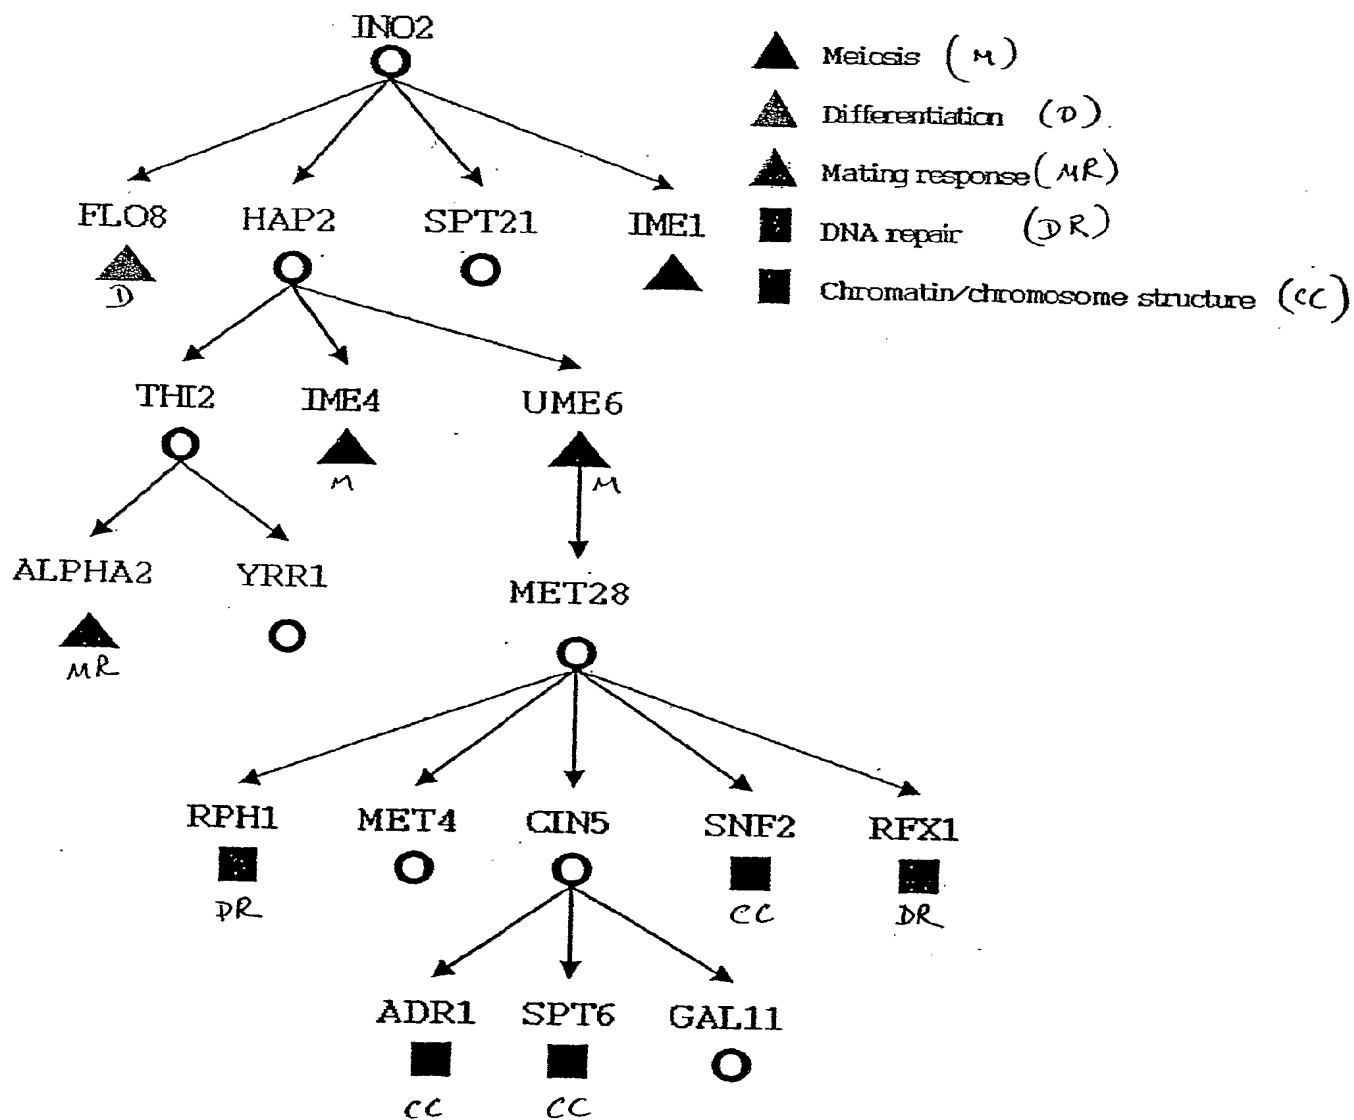 INO2
Meiosis (M)
Differentiation (D).
Mating response (MR)
DNA repair (DR)
Chromatin/chromosome structure (CC)
FLO8 HAP2 SPT21 IME1
D
THI2 IME4 UME6
M M
ALPHA2 YRR1 MET28
MR
RPH1 MET4 CIN5 SNF2 RFX1
DR CC DR
ADR1 SPT6 GAL11
CC CC